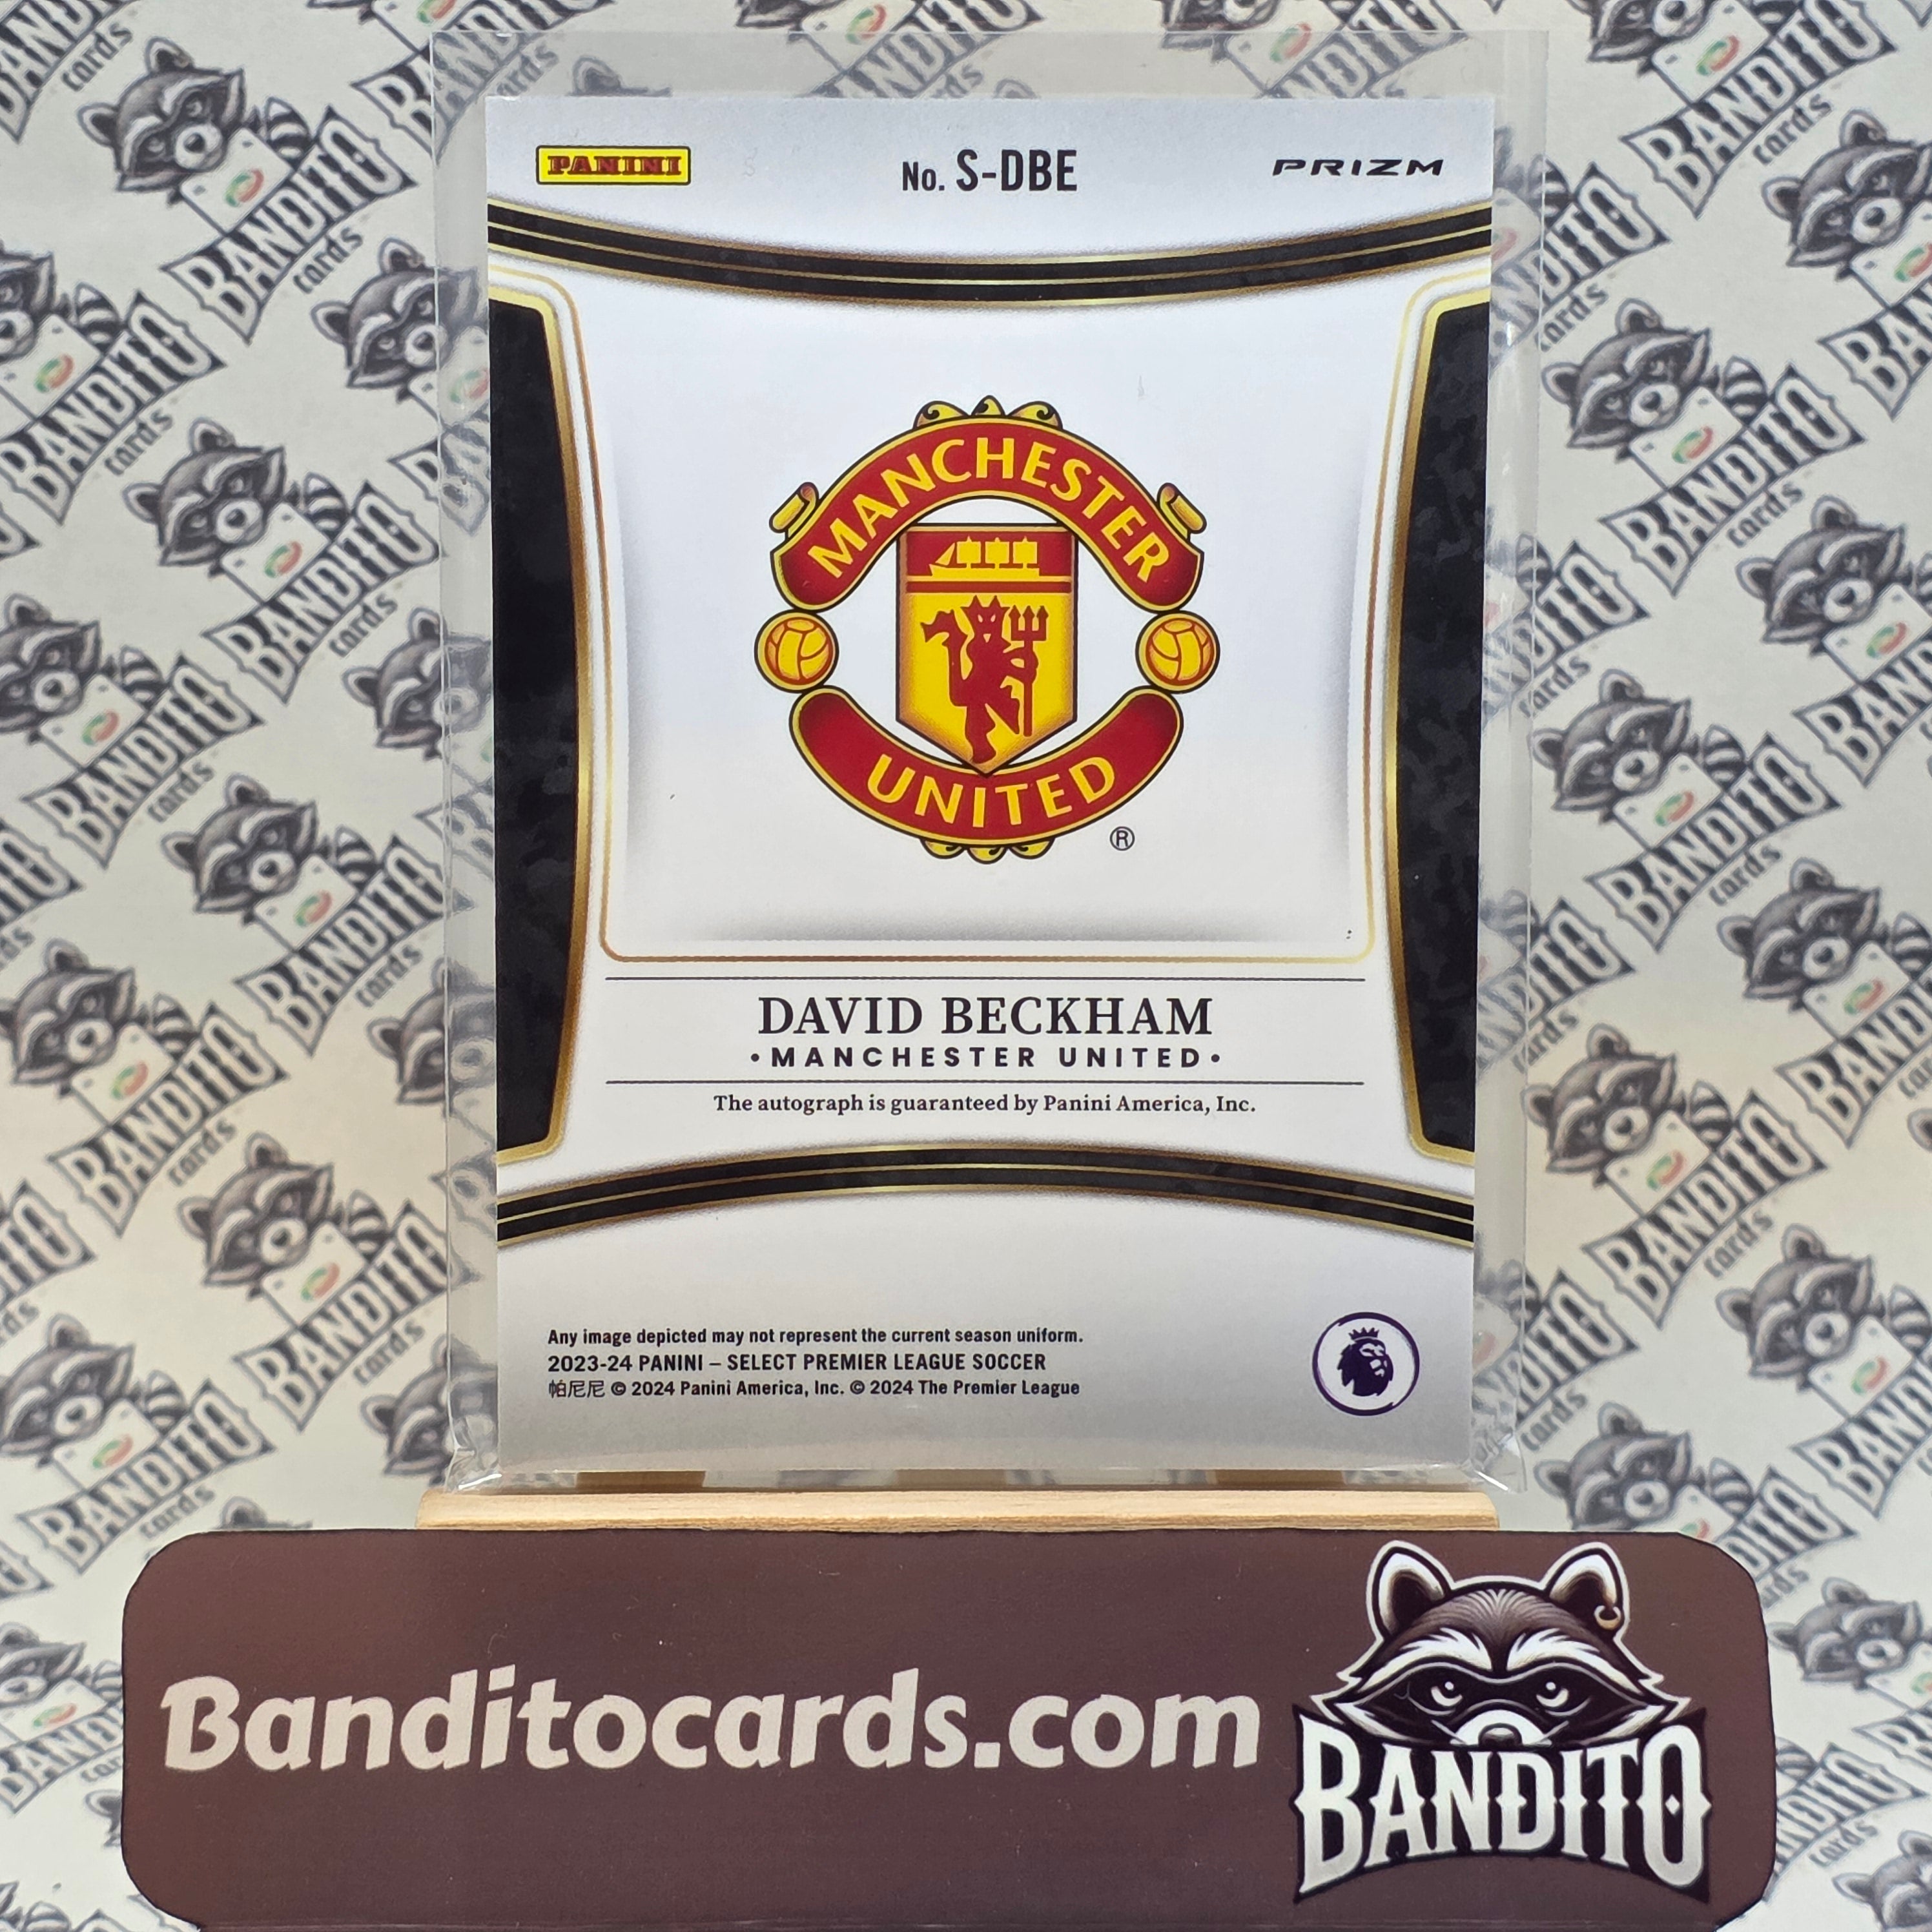 PANINI
No. S-DBE
PRIZM
MANCHESTER
UNITED
®
DAVID BECKHAM
•MANCHESTER UNITED•
The autograph is guaranteed by Panini America, Inc.
Any image depicted may not represent the current season uniform.
2023-24 PANINI – SELECT PREMIER LEAGUE SOCCER
帕尼尼 © 2024 Panini America, Inc. © 2024 The Premier League
Banditocards.com
BANDITO
BANDITO
cards